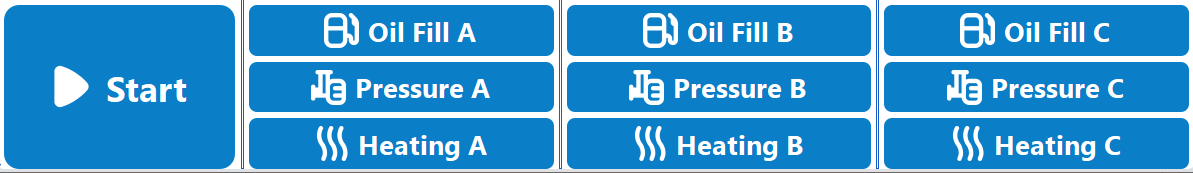 Start
Oil Fill A
Pressure A
Heating A
Oil Fill B
Pressure B
Heating B
Oil Fill C
Pressure C
Heating C